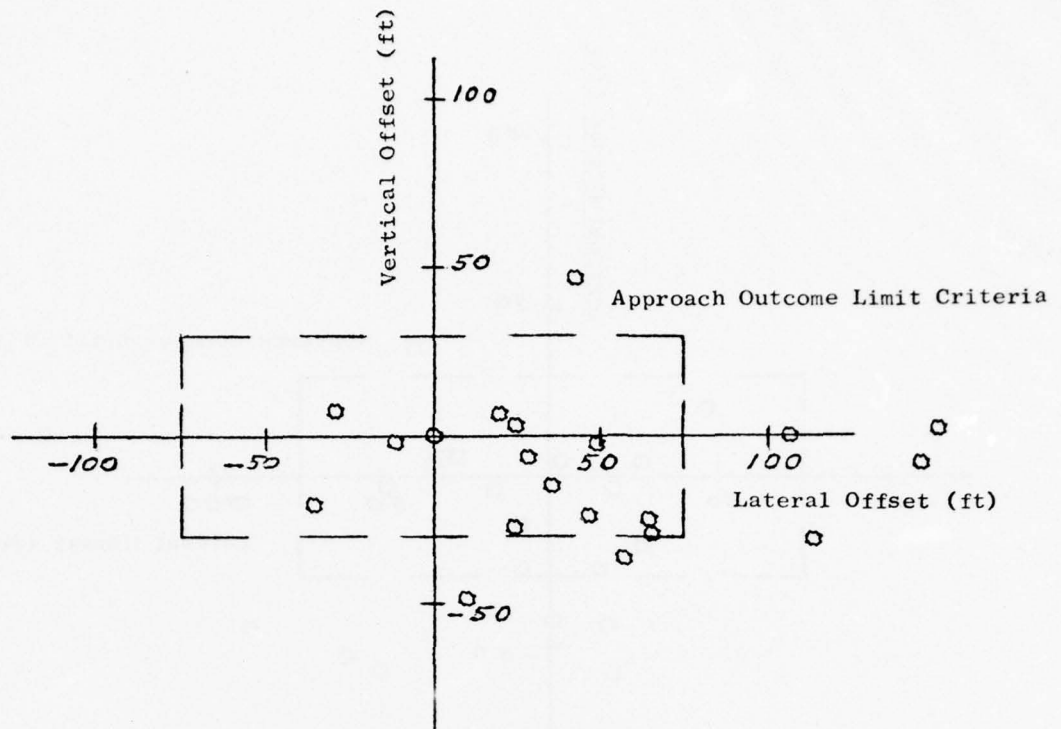 Vertical Offset (ft)
100
50
Approach Outcome Limit Criteria
-100
-50
50
100
Lateral Offset (ft)
-50